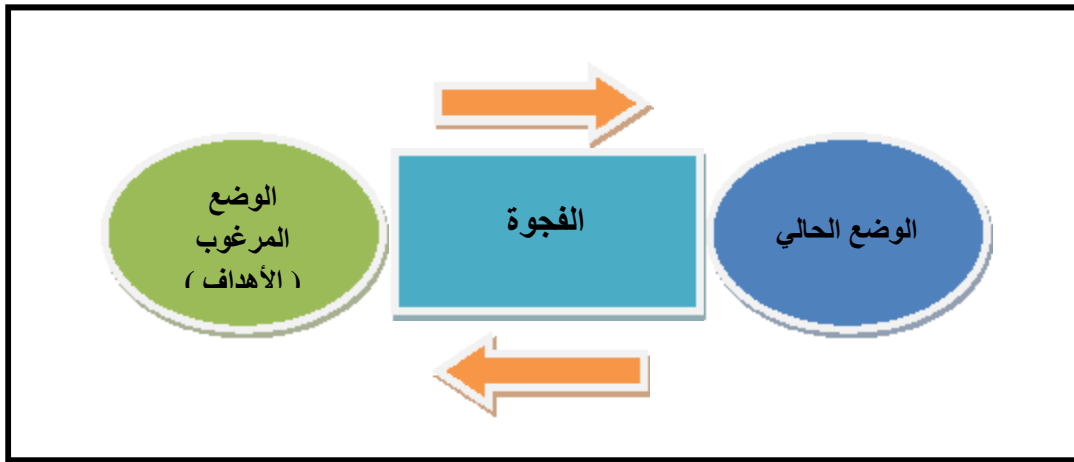 الوضع الحالي
الفجوة
الوضع
المرغوب
( الأهداف )